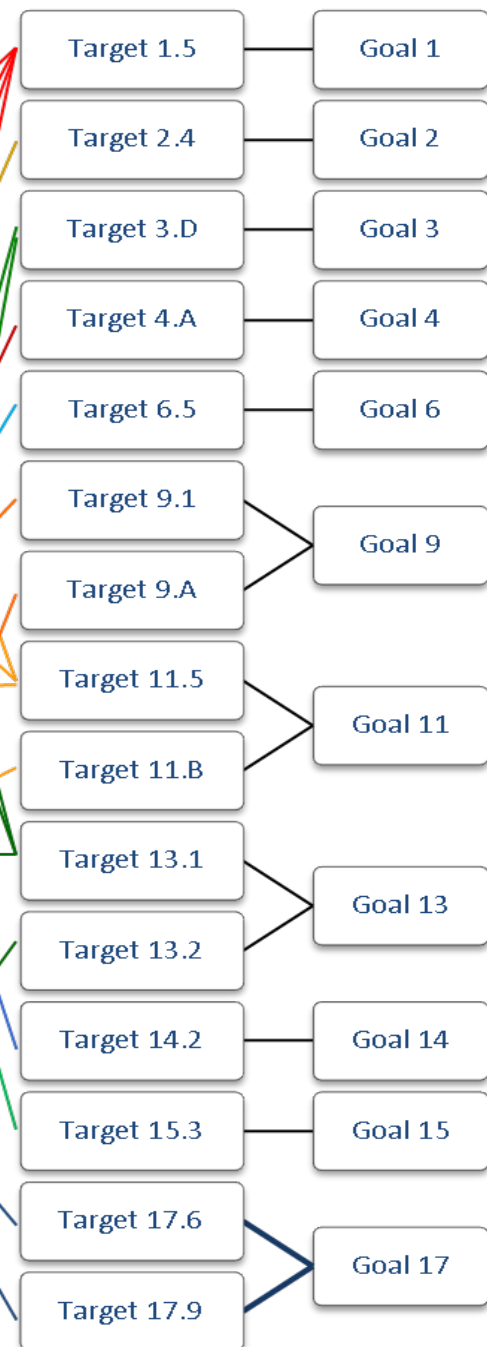 Target 1.5
Goal 1
Target 2.4
Goal 2
Target 3.D
Goal 3
Target 4.A
Goal 4
Target 6.5
Goal 6
Target 9.1
Goal 9
Target 9.A
Target 11.5
Goal 11
Target 11.B
Target 13.1
Goal 13
Target 13.2
Target 14.2
Goal 14
Target 15.3
Goal 15
Target 17.6
Goal 17
Target 17.9